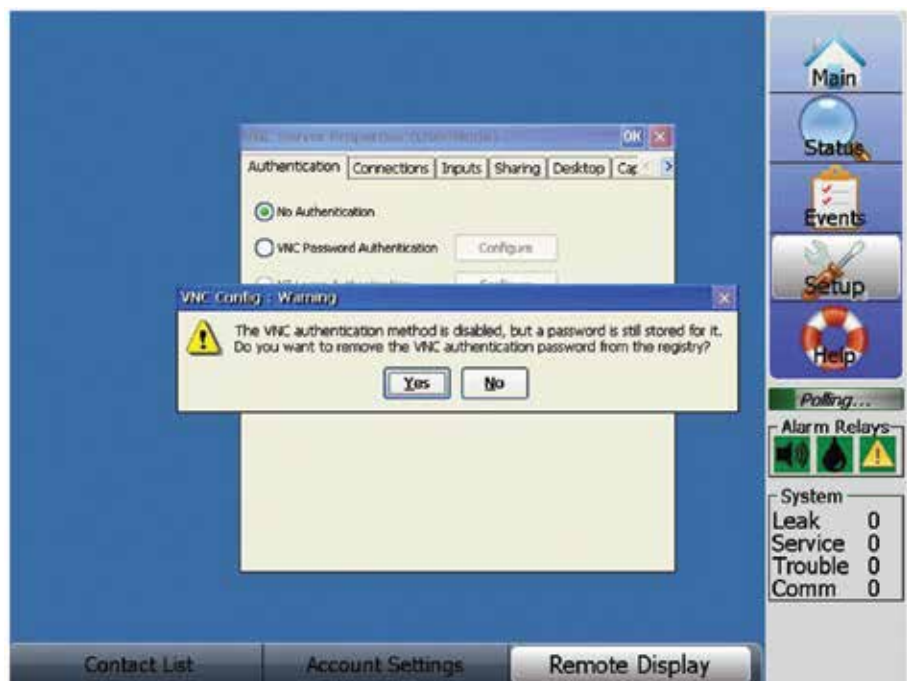 Main
Status
Events
Setup
Help
Polling...
Alarm Relays
System
Leak 0
Service 0
Trouble 0
Comm 0
VNC Server Properties
OK
Authentication Connections Inputs Sharing Desktop
No Authentication
VNC Password Authentication Configure
VNC Config : Warning
The VNC authentication method is disabled, but a password is still stored for it.
Do you want to remove the VNC authentication password from the registry?
Yes No
Contact List Account Settings Remote Display